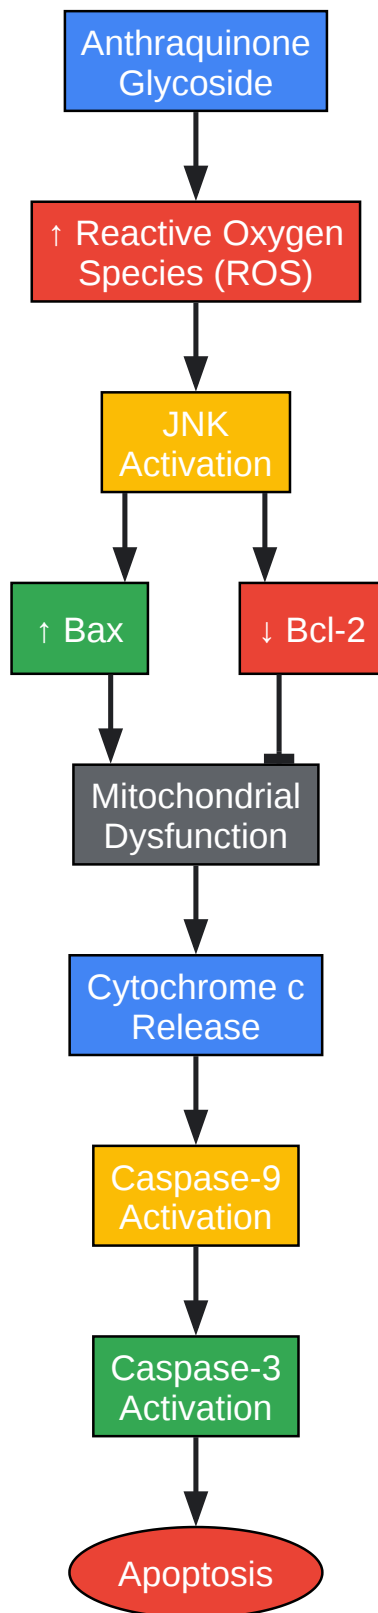 Anthraquinone
Glycoside
↑ Reactive Oxygen
Species (ROS)
JNK
Activation
↑ Bax
↓ Bcl-2
Mitochondrial
Dysfunction
Cytochrome c
Release
Caspase-9
Activation
Caspase-3
Activation
Apoptosis